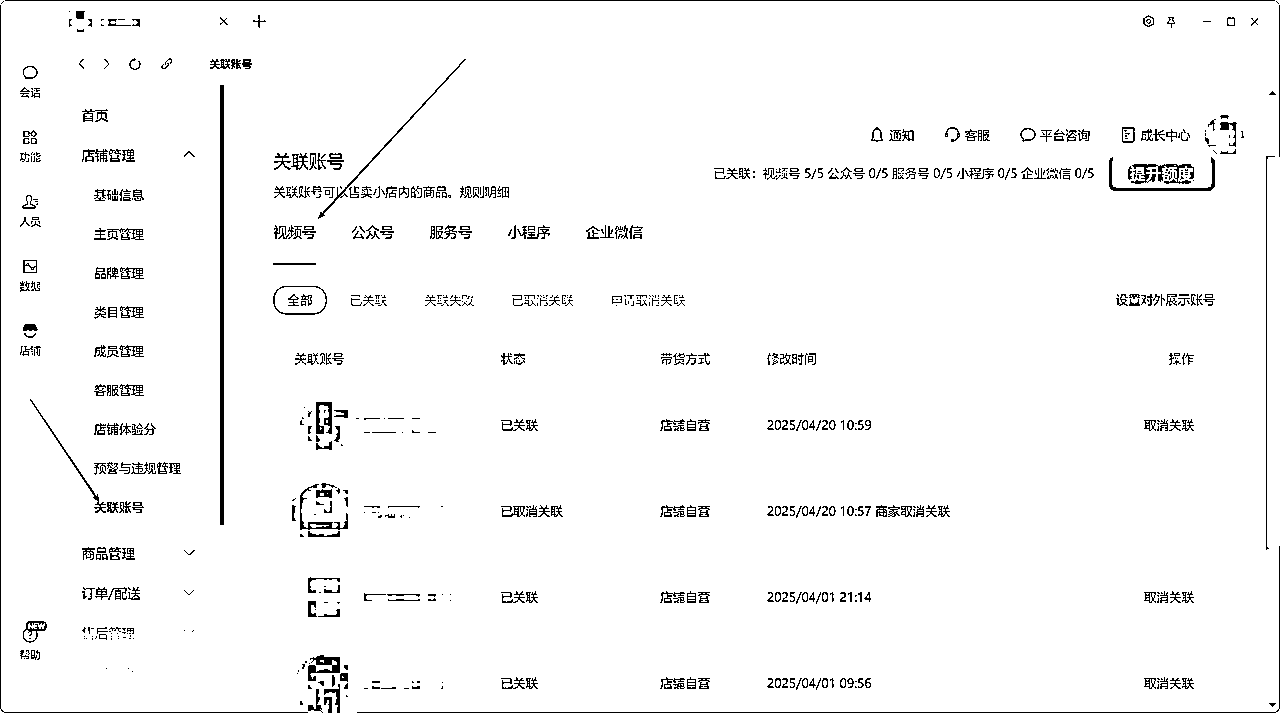 关联账号
会话
功能
人员
数据
店铺
NEW
帮助
首页
店铺管理
基础信息
主页管理
品牌管理
类目管理
成员管理
客服管理
店铺体验分
预警与违规管理
关联账号
商品管理
订单/配送
售后管理
通知 客服 平台咨询 成长中心
关联账号
已关联：视频号 5/5 公众号 0/5 服务号 0/5 小程序 0/5 企业微信 0/5 提升额度
关联账号可以售卖小店内的商品。规则明细
视频号 公众号 服务号 小程序 企业微信
全部 已关联 关联失败 已取消关联 申请取消关联 设置对外展示账号
关联账号 状态 带货方式 修改时间 操作
已关联 店铺自营 2025/04/20 10:59 取消关联
已取消关联 店铺自营 2025/04/20 10:57 商家取消关联
已关联 店铺自营 2025/04/01 21:14 取消关联
已关联 店铺自营 2025/04/01 09:56 取消关联